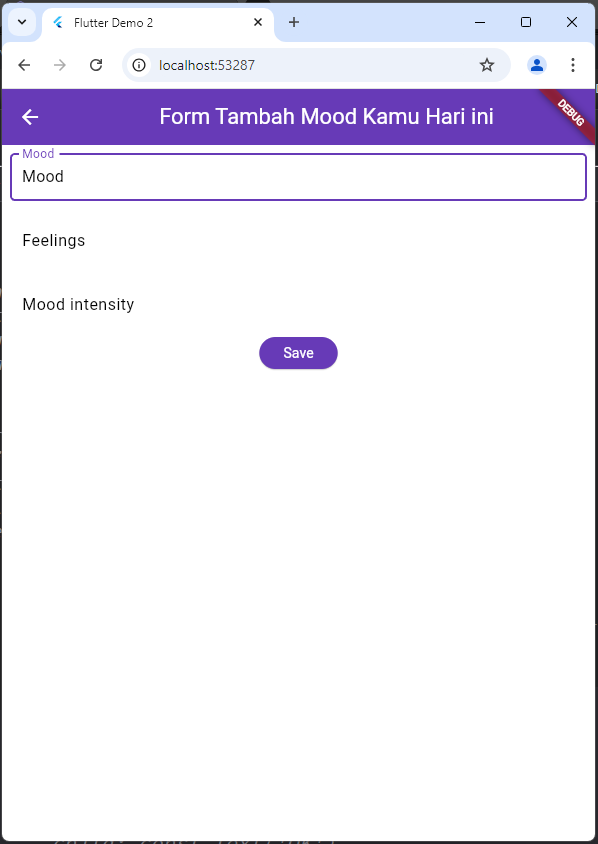 Flutter Demo 2
localhost:53287
Form Tambah Mood Kamu Hari ini
DEBUG
Mood
Mood
Feelings
Mood intensity
Save